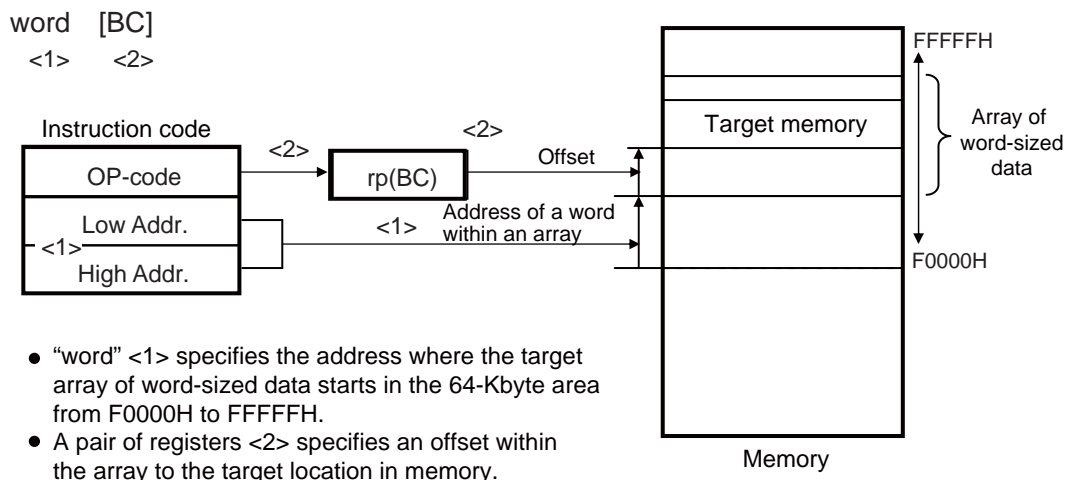 word [BC]
<1> <2>
Instruction code
OP-code
Low Addr.
<1>
High Addr.
<2>
rp(BC)
<2>
Offset
<1>
Address of a word
within an array
Target memory
FFFFFH
Array of
word-sized
data
F0000H
Memory
● “word” <1> specifies the address where the target
array of word-sized data starts in the 64-Kbyte area
from F0000H to FFFFFH.
● A pair of registers <2> specifies an offset within
the array to the target location in memory.